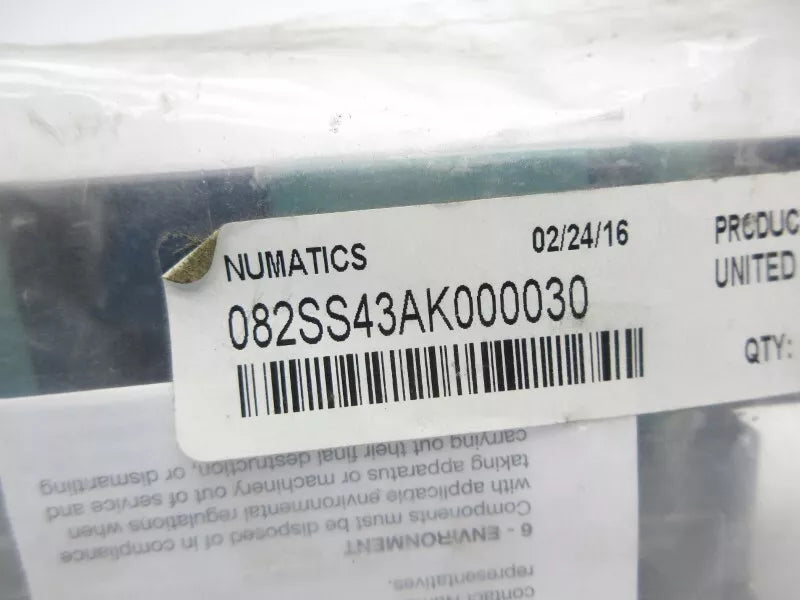 NUMATICS 02/24/16
082SS43AK000030
PRODUC
UNITED
QTY:
representatives.
6 - ENVIRONMENT
Components must be disposed of in compliance
with applicable environmental regulations when
taking apparatus or machinery out of service and
carrying out their final destruction, or dismantling